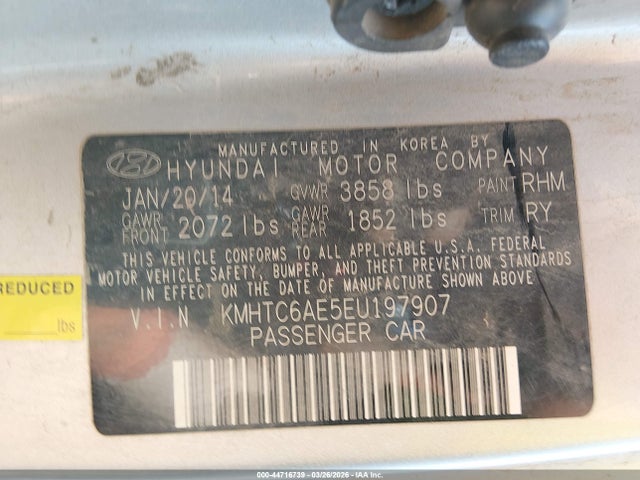 MANUFACTURED IN KOREA BY
HYUNDAI MOTOR COMPANY
JAN/20/14 GVWR 3858 lbs PAINT RHM
GAWR FRONT 2072 lbs GAWR REAR 1852 lbs TRIM RY
THIS VEHICLE CONFORMS TO ALL APPLICABLE U.S.A. FEDERAL
MOTOR VEHICLE SAFETY, BUMPER, AND THEFT PREVENTION STANDARDS
IN EFFECT ON THE DATE OF MANUFACTURE SHOWN ABOVE.
V.I.N KMHTC6AE5EU197907
PASSENGER CAR
REDUCED
lbs
000-44716739 | 03/26/2026 - IAA Inc.